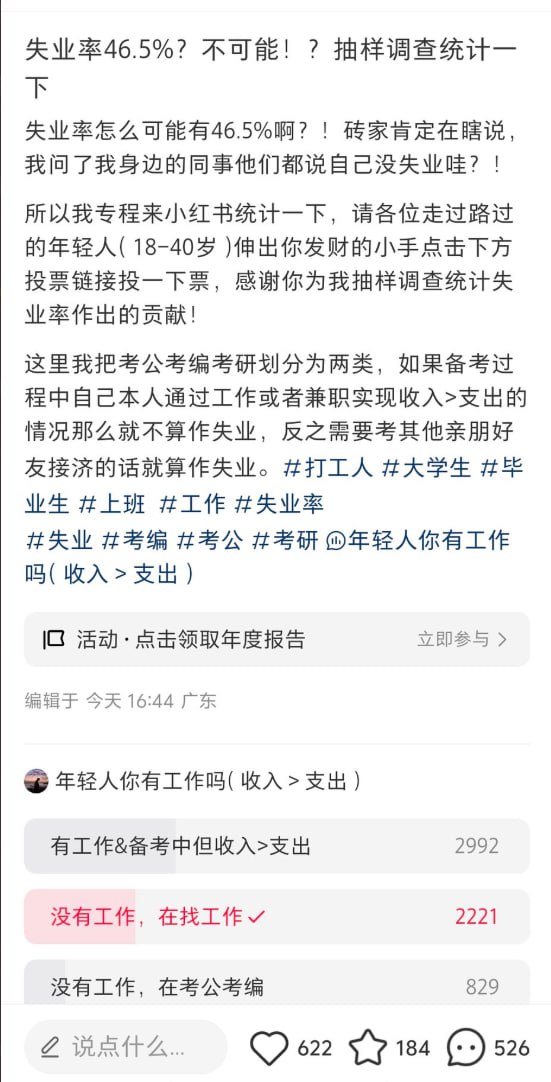 失业率46.5%？不可能！？抽样调查统计一
下
失业率怎么可能有46.5%啊？！砖家肯定在瞎说，
我问了我身边的同事他们都说自己没失业哇？！
所以我专程来小红书统计一下，请各位走过路过
的年轻人( 18-40岁 )伸出你发财的小手点击下方
投票链接投一下票，感谢你为我抽样调查统计失
业率作出的贡献！
这里我把考公考编考研划分为两类，如果备考过
程中自己本人通过工作或者兼职实现收入>支出的
情况那么就不算作失业，反之需要考其他亲朋好
友接济的话就算作失业。#打工人 #大学生 #毕
业生 #上班 #工作 #失业率
#失业 #考编 #考公 #考研 年轻人你有工作
吗( 收入 > 支出 )
活动 · 点击领取年度报告 立即参与 >
编辑于 今天 16:44 广东
年轻人你有工作吗( 收入 > 支出 )
有工作&备考中但收入>支出 2992
没有工作，在找工作✓ 2221
没有工作，在考公考编 829
说点什么... 622 184 526